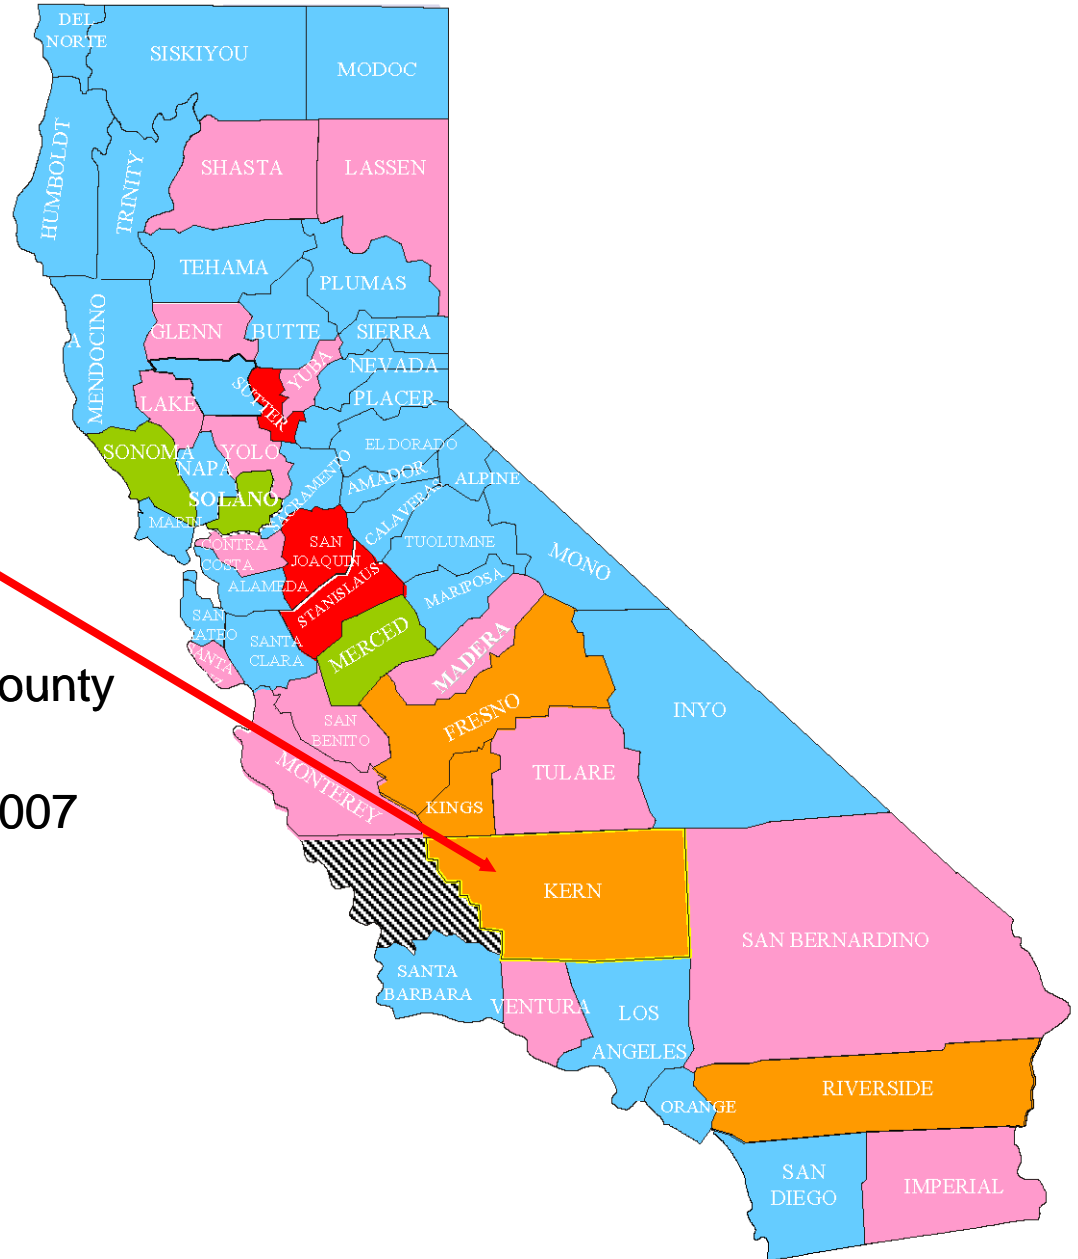 DEL
NORTE
SISKIYOU
MODOC
HUMBOLDT
TRINITY
SHASTA
LASSEN
TEHAMA
PLUMAS
A
MENDOCINO
GLENN
BUTTE
SIERRA
YUBA
NEVADA
SUTTER
PLACER
LAKE
EL DORADO
SONOMA
YOLO
NAPA
SACRAMENTO
AMADOR
ALPINE
SOLANO
CALAVERAS
MARIN
CONTRA
COSTA
SAN
JOAQUIN
TUOLUMNE
MONO
ALAMEDA
STANISLAUS
MARIPOSA
SAN
MATEO
SANTA
CLARA
MERCED
MADERA
SANTA
ounty
FRESNO
INYO
SAN
BENITO
MONTEREY
TULARE
007
KINGS
KERN
SAN BERNARDINO
SANTA
BARBARA
VENTURA
LOS
ANGELES
ORANGE
RIVERSIDE
SAN
DIEGO
IMPERIAL